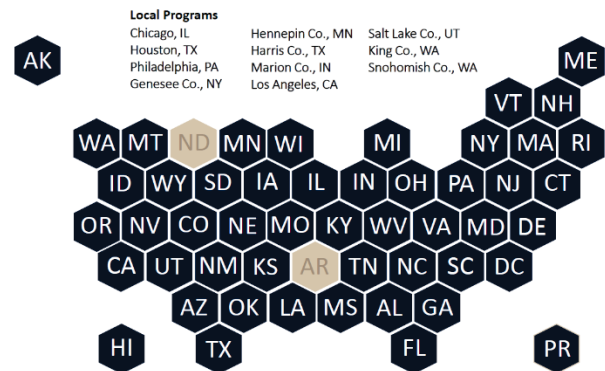 Local Programs
Chicago, IL Hennepin Co., MN Salt Lake Co., UT
Houston, TX Harris Co., TX King Co., WA
Philadelphia, PA Marion Co., IN Snohomish Co., WA
Genesee Co., NY Los Angeles, CA
AK ME
VT NH
WA MT ND MN WI MI NY MA RI
ID WY SD IA IL IN OH PA NJ CT
OR NV CO NE MO KY WV VA MD DE
CA UT NM KS AR TN NC SC DC
AZ OK LA MS AL GA
HI TX FL PR